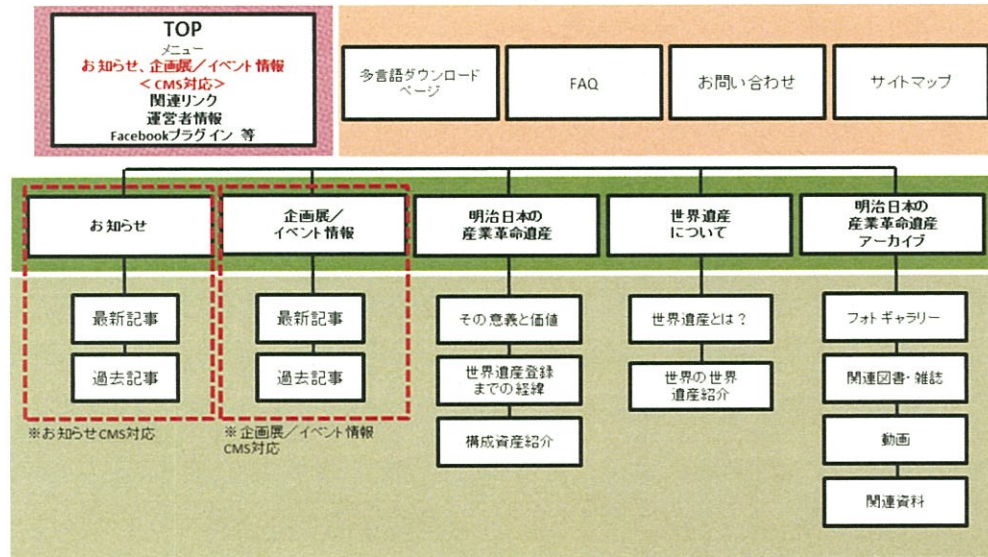 TOP
メニュー
お知らせ、企画展／イベント情報
＜CMS対応＞
関連リンク
運営者情報
Facebookプラグイン 等
多言語ダウンロード
ページ
FAQ
お問い合わせ
サイトマップ
お知らせ
企画展／
イベント情報
明治日本の
産業革命遺産
世界遺産
について
明治日本の
産業革命遺産
アーカイブ
最新記事
過去記事
※お知らせCMS対応
最新記事
過去記事
※企画展／イベント情報
CMS対応
その意義と価値
世界遺産登録
までの経緯
構成資産紹介
世界遺産とは？
世界の世界
遺産紹介
フォトギャラリー
関連図書・雑誌
動画
関連資料